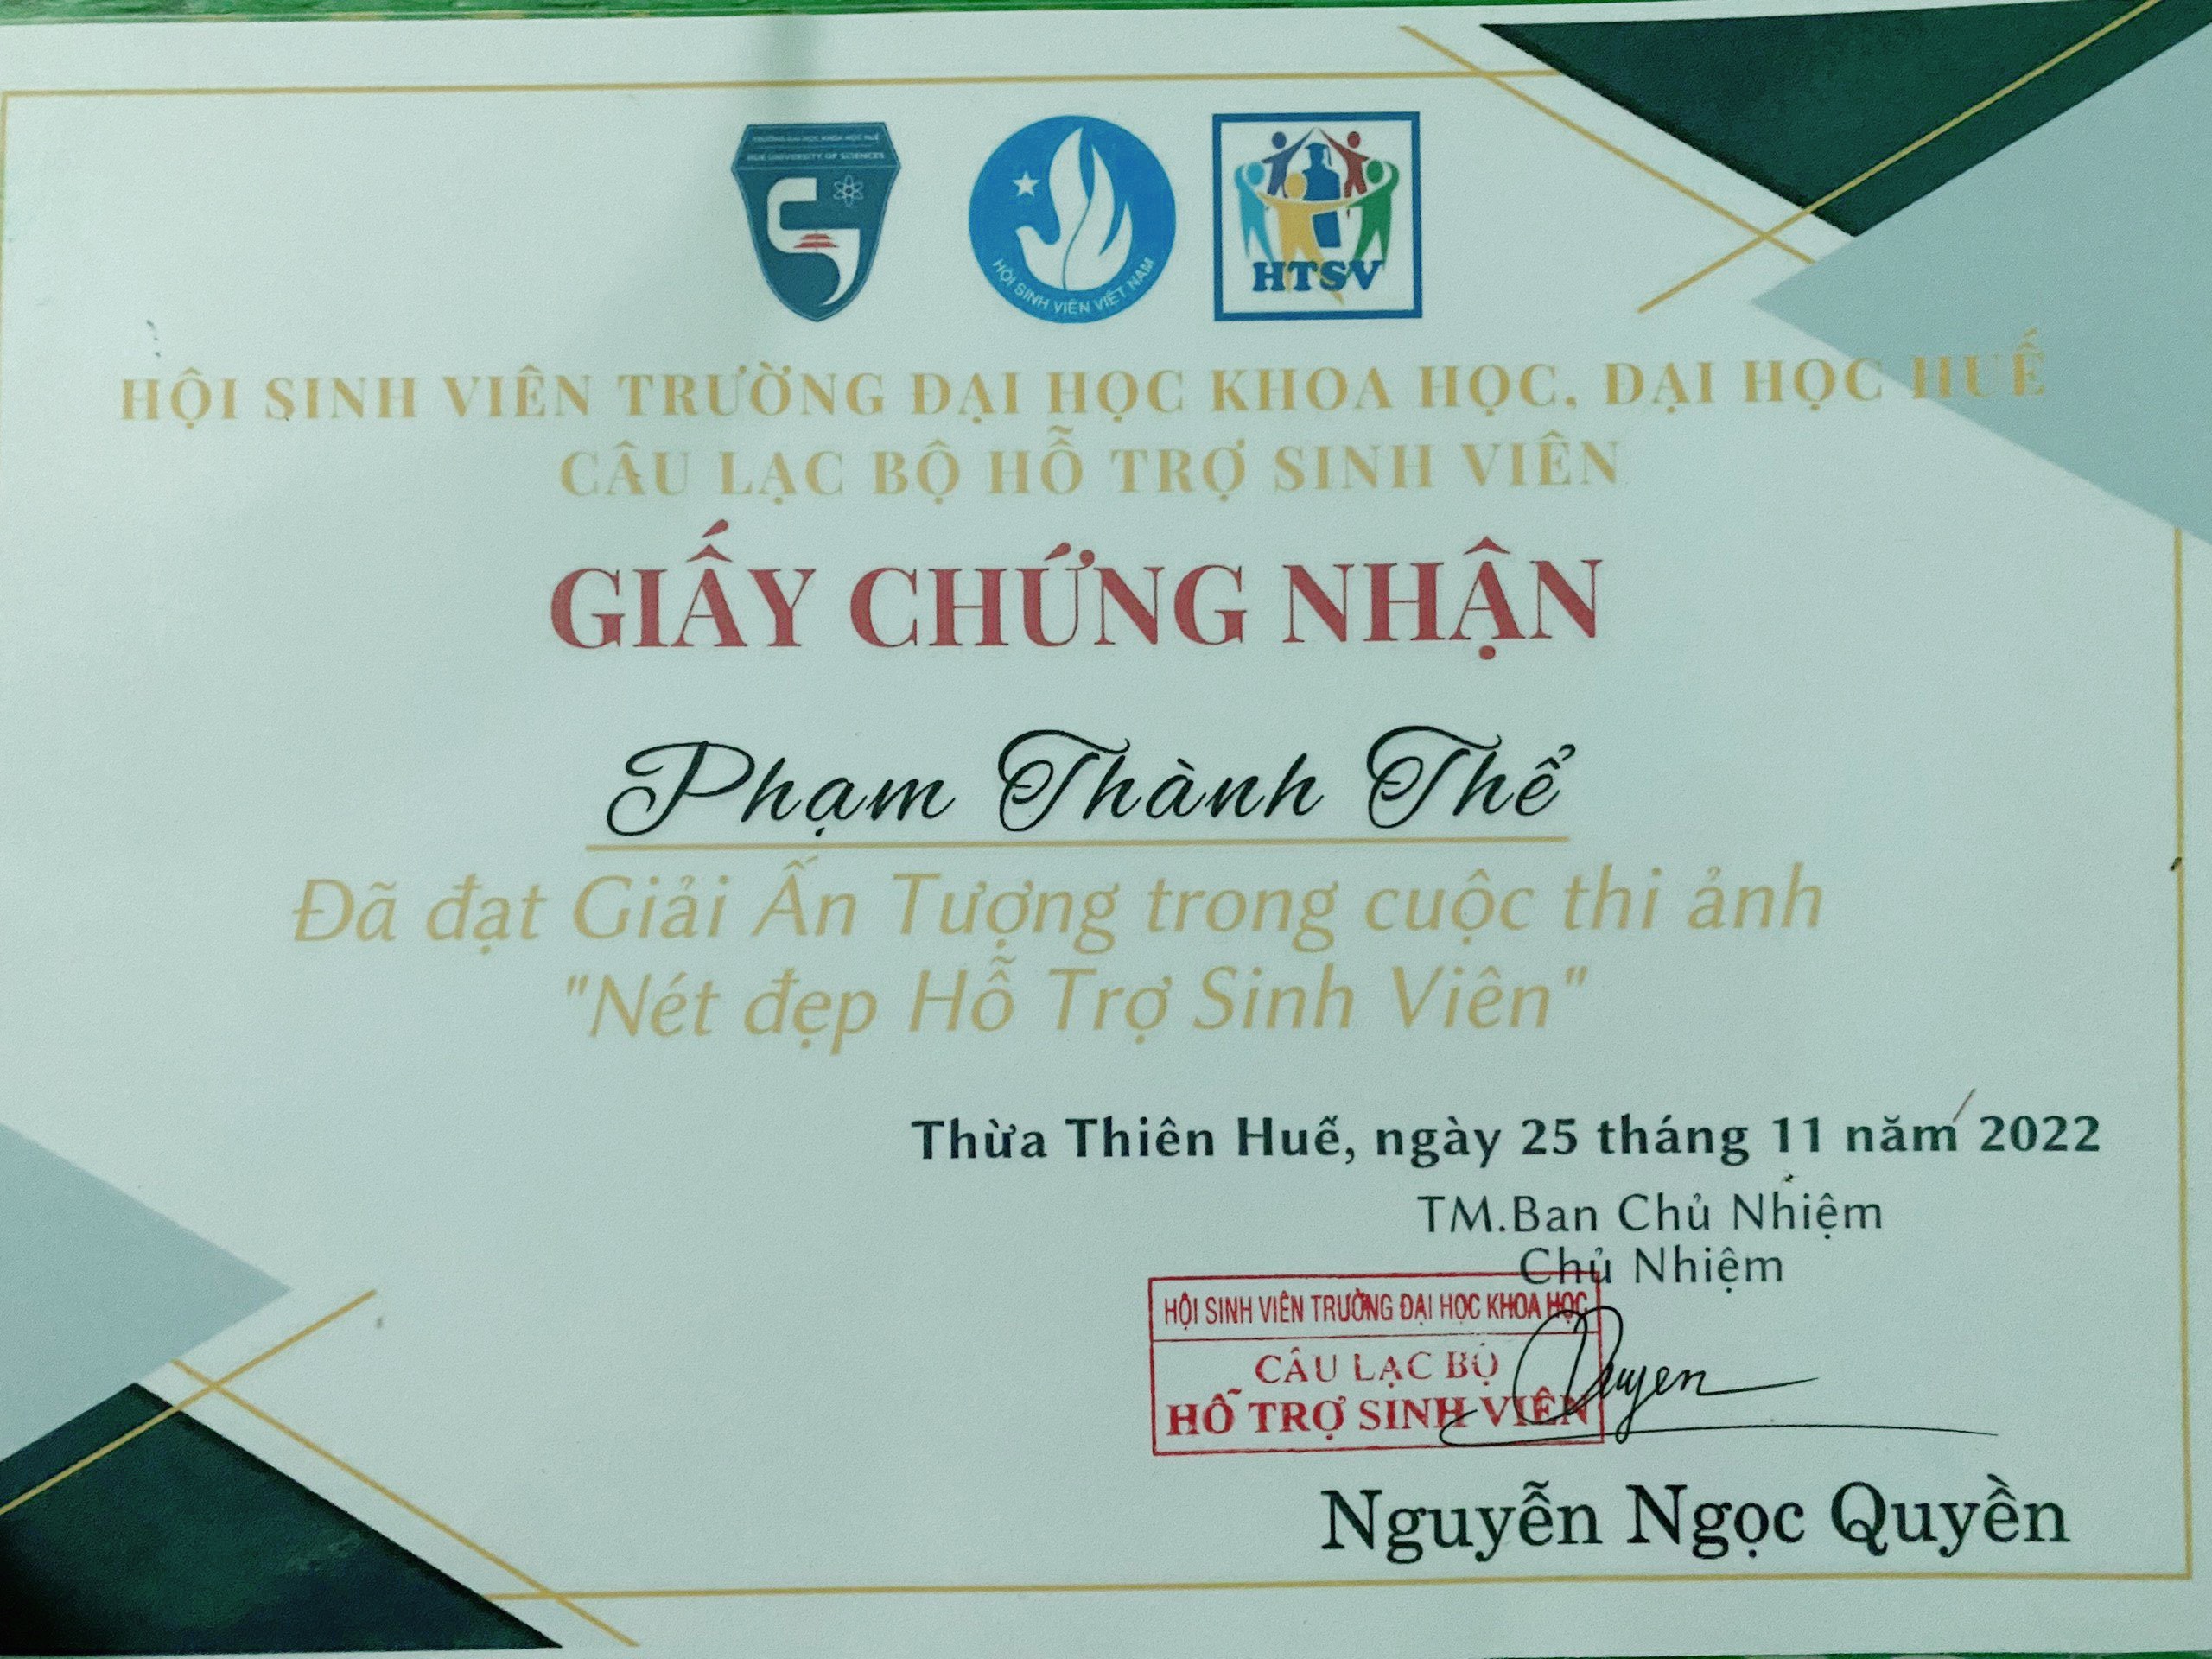 TRƯỜNG ĐẠI HỌC KHOA HỌC HUẾ
HUE UNIVERSITY OF SCIENCES
HỘI SINH VIÊN VIỆT NAM
HTSV
HỘI SINH VIÊN TRƯỜNG ĐẠI HỌC KHOA HỌC, ĐẠI HỌC HUẾ
CÂU LẠC BỘ HỖ TRỢ SINH VIÊN
GIẤY CHỨNG NHẬN
Phạm Thành Thể
Đã đạt Giải Ấn Tượng trong cuộc thi ảnh
"Nét đẹp Hỗ Trợ Sinh Viên"
Thừa Thiên Huế, ngày 25 tháng 11 năm 2022
TM.Ban Chủ Nhiệm
Chủ Nhiệm
HỘI SINH VIÊN TRƯỜNG ĐẠI HỌC KHOA HỌC
CÂU LẠC BỘ
HỖ TRỢ SINH VIÊN
Quyen
Nguyễn Ngọc Quyền